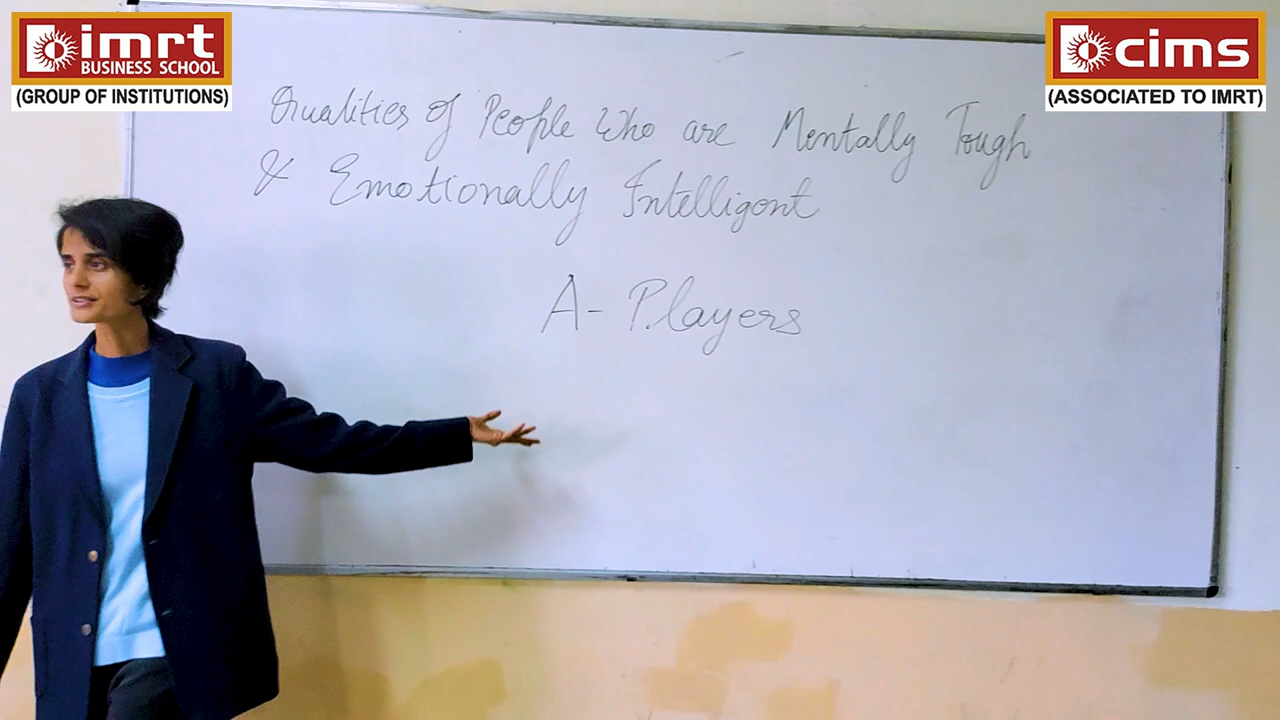 imrt
BUSINESS SCHOOL
(GROUP OF INSTITUTIONS)
cims
(ASSOCIATED TO IMRT)
Qualities of People Who are Mentally Tough
& Emotionally Intelligent
A- Players